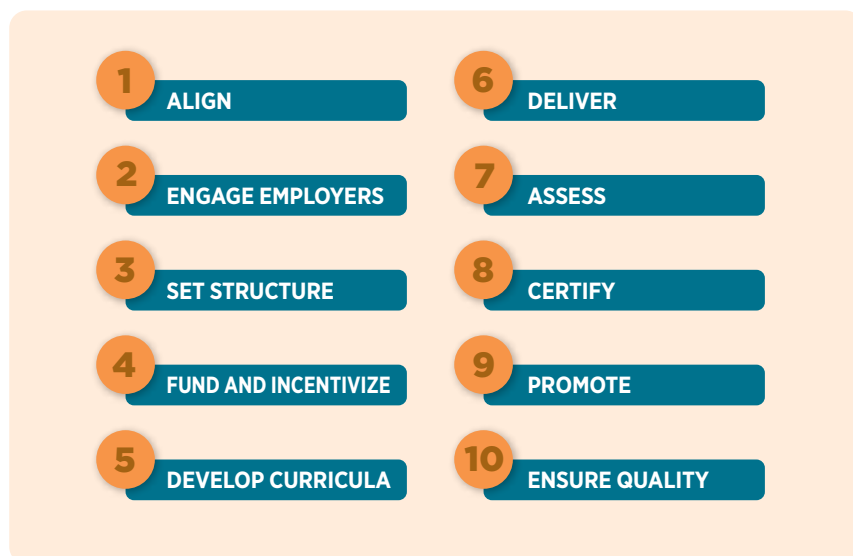 1
ALIGN
2
ENGAGE EMPLOYERS
3
SET STRUCTURE
4
FUND AND INCENTIVIZE
5
DEVELOP CURRICULA
6
DELIVER
7
ASSESS
8
CERTIFY
9
PROMOTE
10
ENSURE QUALITY